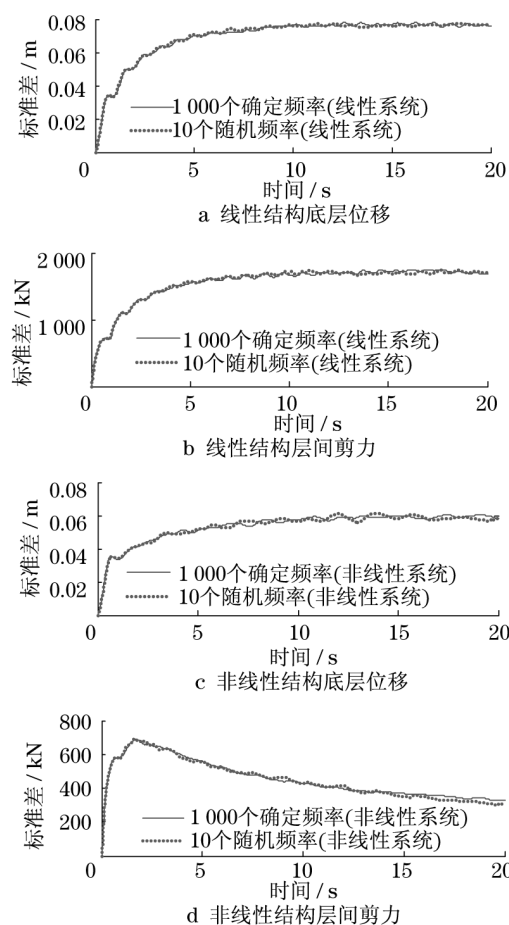 0.08
0.06
0.04
0.02
标准差 / m
1 000个确定频率(线性系统)
10个随机频率(线性系统)
0 5 10 15 20
时间 / s
a 线性结构底层位移
2 000
1 000
标准差 / kN
1 000个确定频率(线性系统)
10个随机频率(线性系统)
0 5 10 15 20
时间 / s
b 线性结构层间剪力
0.08
0.06
0.04
0.02
标准差 / m
1 000个确定频率(非线性系统)
10个随机频率(非线性系统)
0 5 10 15 20
时间 / s
c 非线性结构底层位移
800
600
400
200
标准差 / kN
1 000个确定频率(非线性系统)
10个随机频率(非线性系统)
0 5 10 15 20
时间 / s
d 非线性结构层间剪力